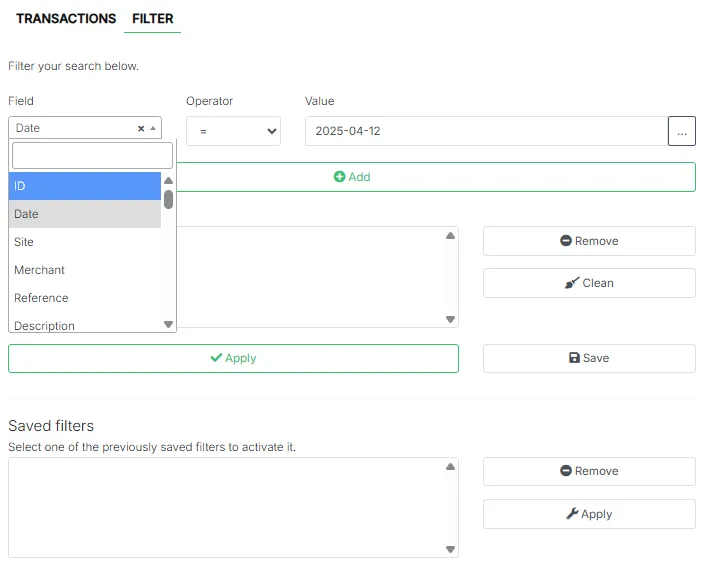 TRANSACTIONS FILTER
Filter your search below.
Field Operator Value
Date × = 2025-04-12 ...
Add
ID
Date
Site
Merchant
Reference
Description
Remove
Clean
Apply Save
Saved filters
Select one of the previously saved filters to activate it.
Remove
Apply